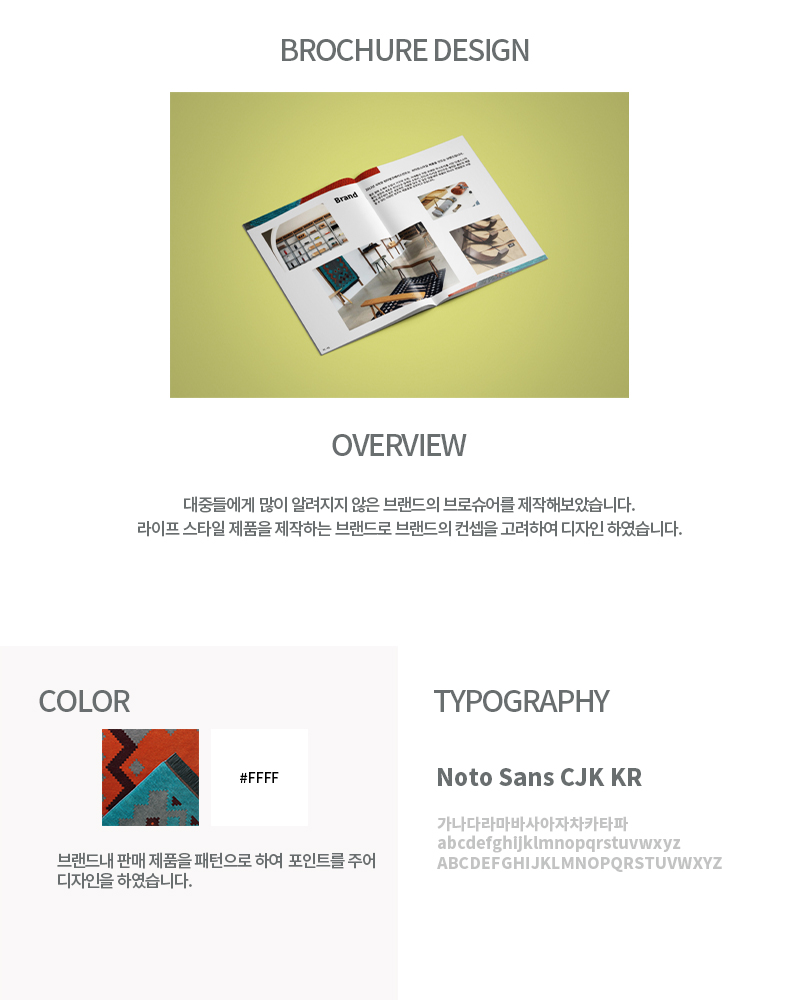 BROCHURE DESIGN
Brand
OVERVIEW
대중들에게 많이 알려지지 않은 브랜드의 브로슈어를 제작해보았습니다.
라이프 스타일 제품을 제작하는 브랜드로 브랜드의 컨셉을 고려하여 디자인 하였습니다.
COLOR
#FFFF
브랜드내 판매 제품을 패턴으로 하여 포인트를 주어
디자인을 하였습니다.
TYPOGRAPHY
Noto Sans CJK KR
가나다라마바사아자차카타파
abcdefghijklmnopqrstuvwxyz
ABCDEFGHIJKLMNOPQRSTUVWXYZ